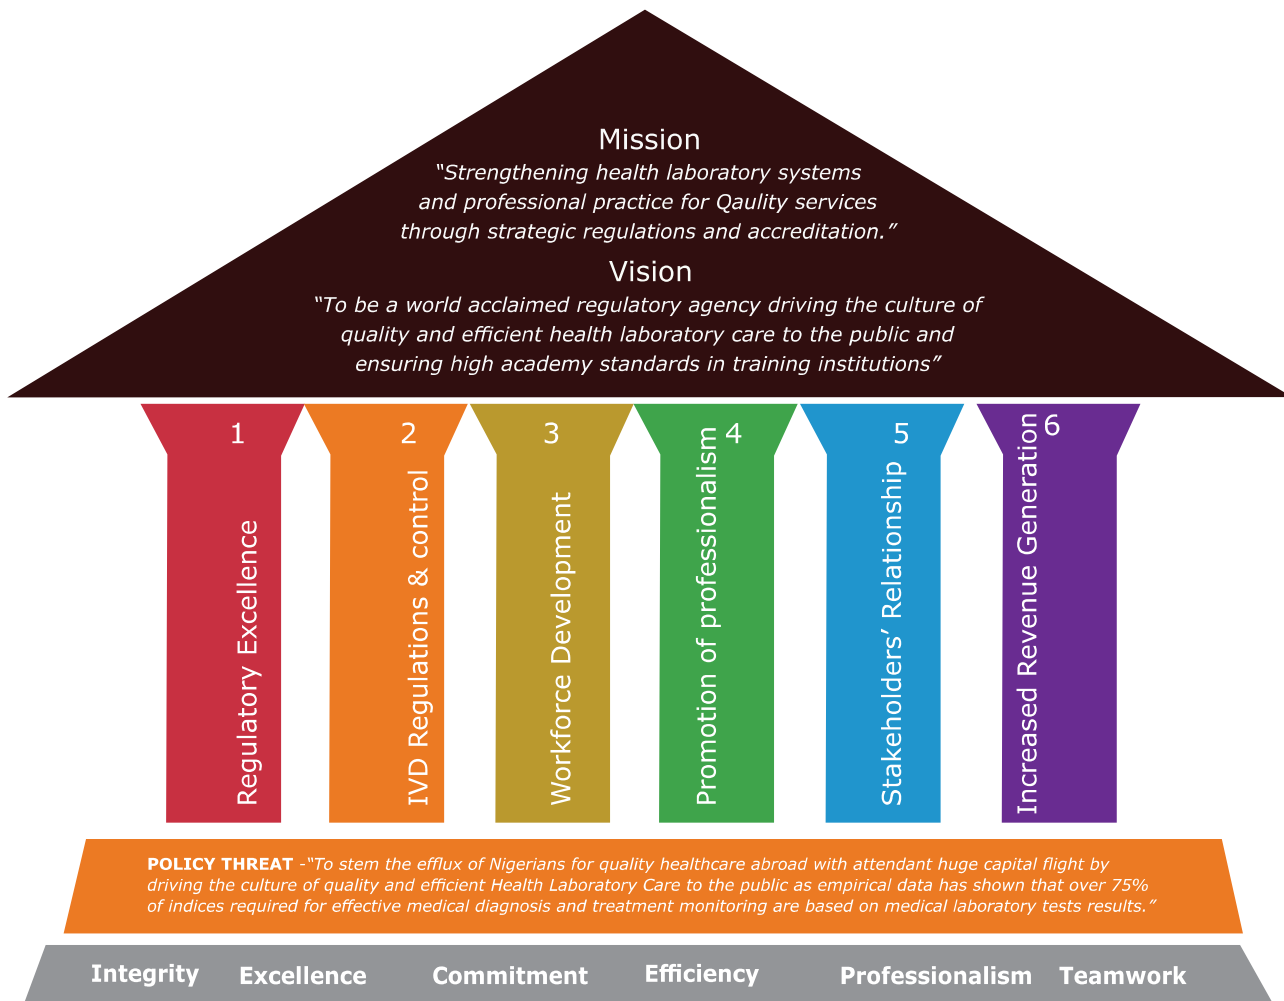 Mission
“Strengthening health laboratory systems
and professional practice for Qaulity services
through strategic regulations and accreditation.”
Vision
“To be a world acclaimed regulatory agency driving the culture of
quality and efficient health laboratory care to the public and
ensuring high academy standards in training institutions”
1
Regulatory Excellence
2
IVD Regulations & control
3
Workforce Development
4
Promotion of professionalism
5
Stakeholders’ Relationship
6
Increased Revenue Generation
POLICY THREAT -“To stem the efflux of Nigerians for quality healthcare abroad with attendant huge capital flight by
driving the culture of quality and efficient Health Laboratory Care to the public as empirical data has shown that over 75%
of indices required for effective medical diagnosis and treatment monitoring are based on medical laboratory tests results.”
Integrity Excellence Commitment Efficiency Professionalism Teamwork